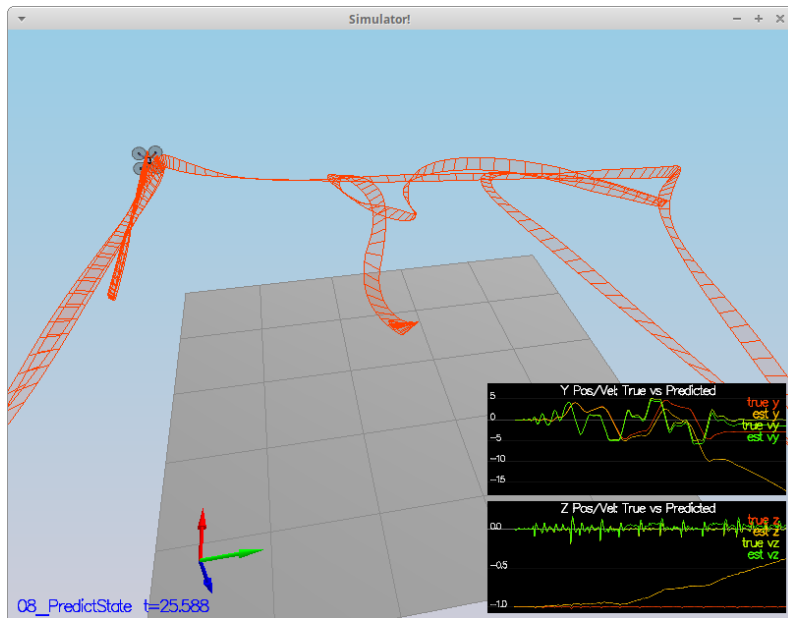 Simulator!
Y Pos/Vel: True vs Predicted
5
0
-5
-10
-15
true y
est y
true vy
est vy
Z Pos/Vel: True vs Predicted
0.0
-0.5
-1.0
true z
est z
true vz
est vz
08_PredictState t=25.588